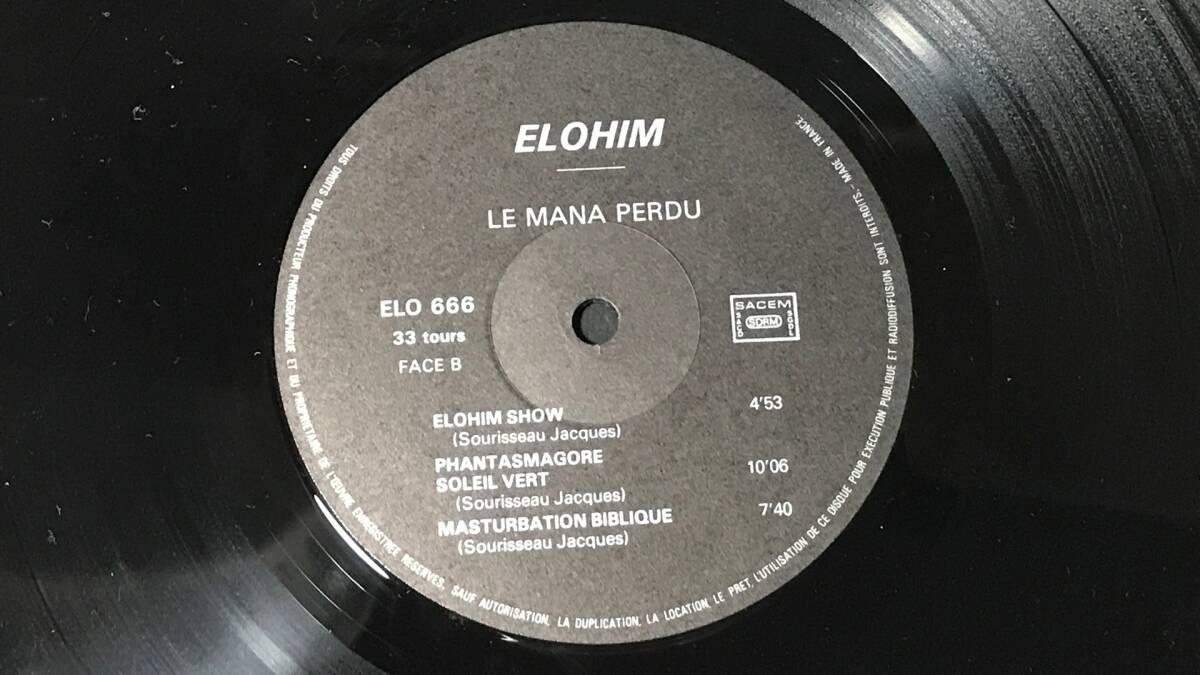 ELOHIM
LE MANA PERDU
ELO 666
33 tours
FACE B
SACEM
SACD
SDRM
SGDL
ELOHIM SHOW 4'53
(Sourisseau Jacques)
PHANTASMAGORE
SOLEIL VERT 10'06
(Sourisseau Jacques)
MASTURBATION BIBLIQUE 7'40
(Sourisseau Jacques)
TOUS DROITS DU PRODUCTEUR PHONOGRAPHIQUE ET DU PROPRIETAIRE DE L'ŒUVRE ENREGISTREE RESERVES. SAUF AUTORISATION, LA DUPLICATION, LA LOCATION, LE PRET, L'UTILISATION DE CE DISQUE POUR EXECUTION PUBLIQUE ET RADIODIFFUSION SONT INTERDITS. - MADE IN FRANCE.